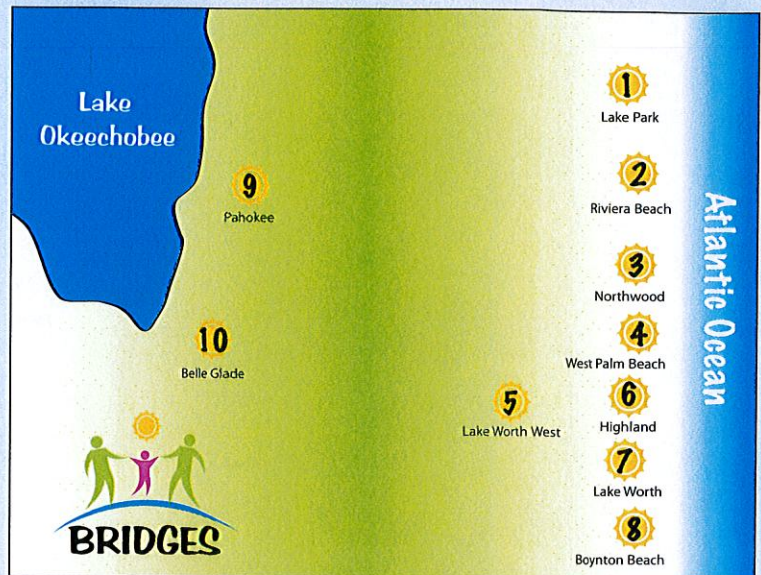 Lake
Okeechobee
1
Lake Park
2
Riviera Beach
9
Pahokee
3
Northwood
4
West Palm Beach
10
Belle Glade
5
Lake Worth West
6
Highland
7
Lake Worth
8
Boynton Beach
Atlantic Ocean
BRIDGES